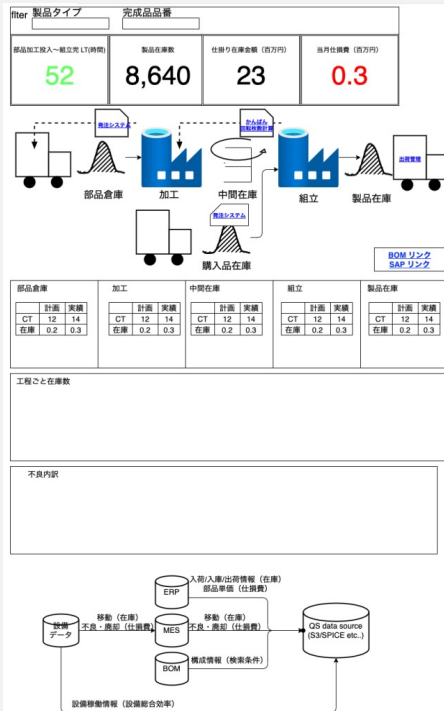 flter 製品タイプ 完成品品番
部品加工投入〜組立完 LT(時間) 製品在庫数 仕掛り在庫金額（百万円） 当月仕損費（百万円）
52 8,640 23 0.3
発注システム かんばん
回転枚数計算
出荷管理
部品倉庫 加工 中間在庫 組立 製品在庫
発注システム
購入品在庫
BOM リンク
SAP リンク
部品倉庫 加工 中間在庫 組立 製品在庫
計画 実績 計画 実績 計画 実績 計画 実績 計画 実績
CT 12 14 CT 12 14 CT 12 14 CT 12 14 CT 12 14
在庫 0.2 0.3 在庫 0.2 0.3 在庫 0.2 0.3 在庫 0.2 0.3 在庫 0.2 0.3
工程ごと在庫数
不良内訳
ERP 入荷/入庫/出荷情報（在庫）
部品単価（仕損費）
設備
データ
移動（在庫）
不良・廃却（仕損費）
MES
移動（在庫）
不良・廃却（仕損費）
QS data source
(S3/SPICE etc..)
BOM 構成情報（検索条件）
設備稼働情報（設備総合効率）